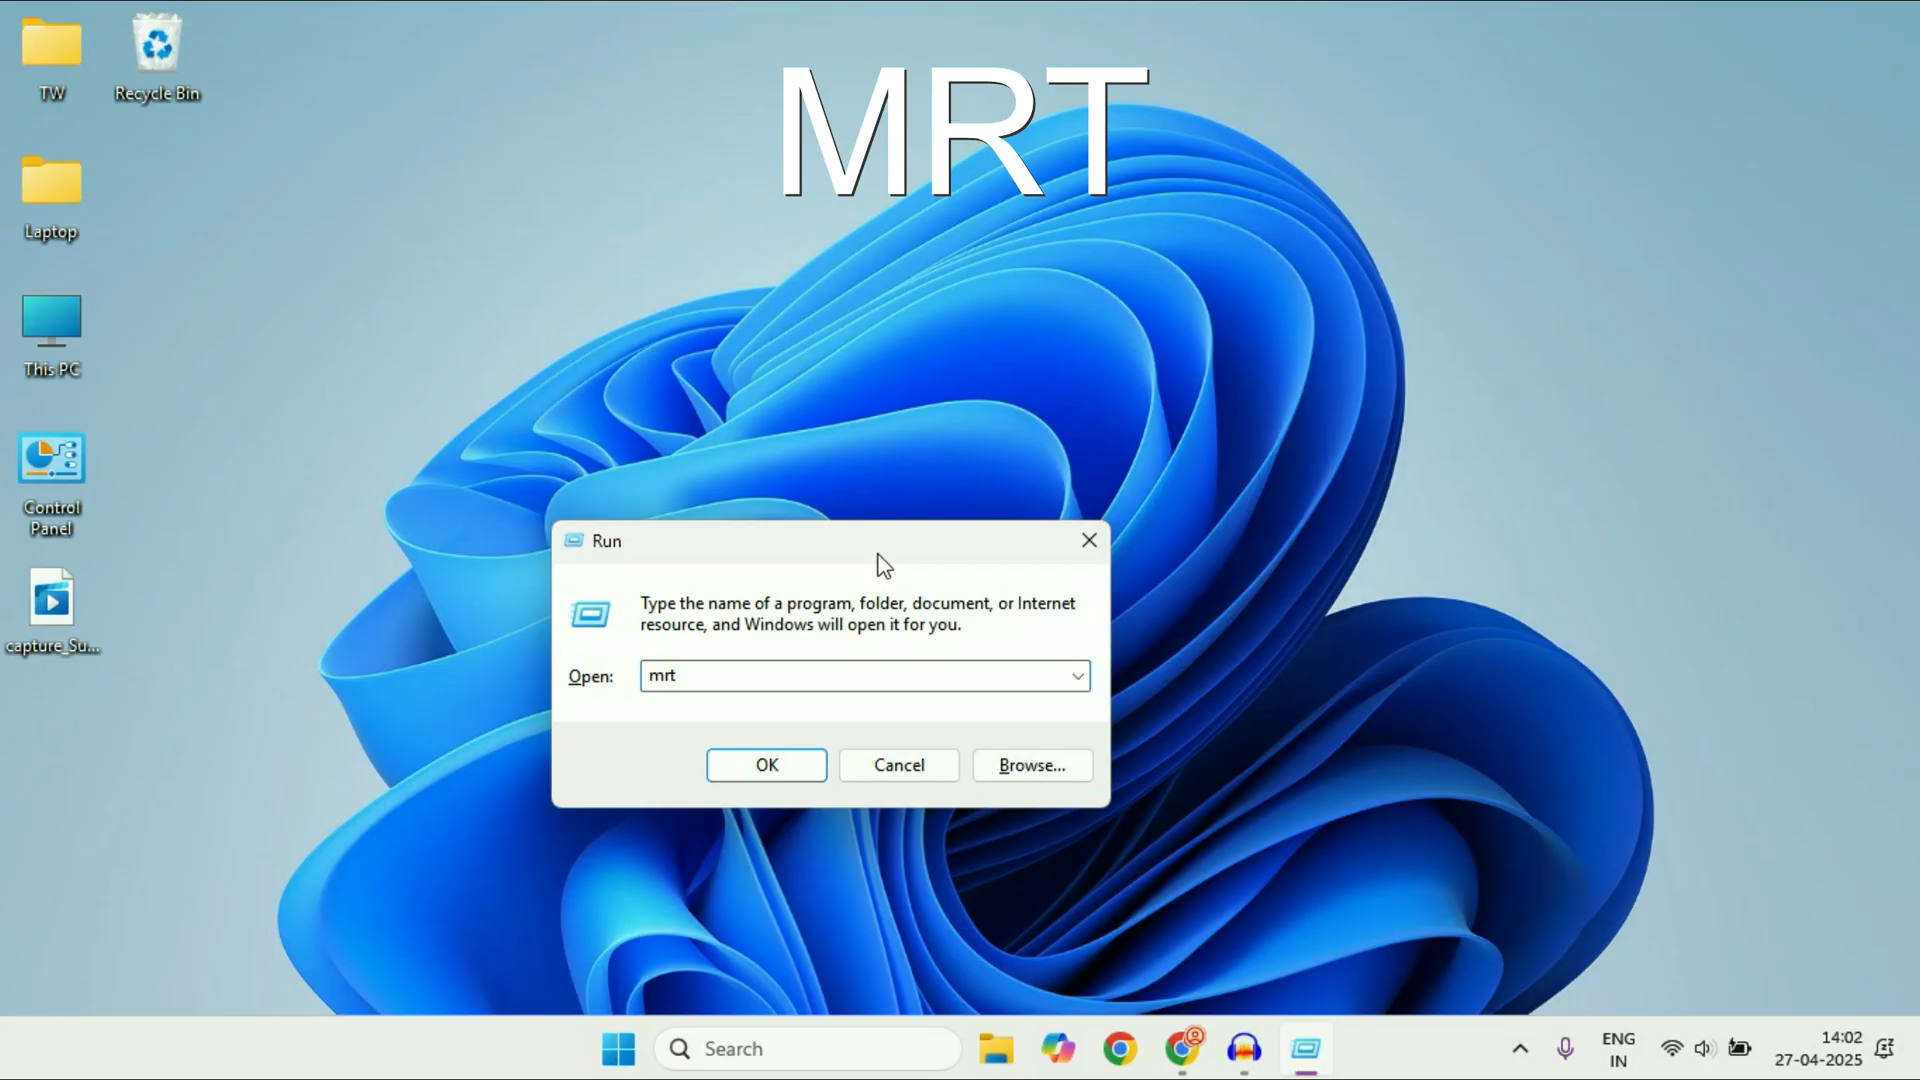 MRT
TW
Recycle Bin
Laptop
This PC
Control
Panel
capture_Su...
Run
Type the name of a program, folder, document, or Internet
resource, and Windows will open it for you.
Open:
mrt
OK
Cancel
Browse...
Search
ENG
IN
14:02
27-04-2025